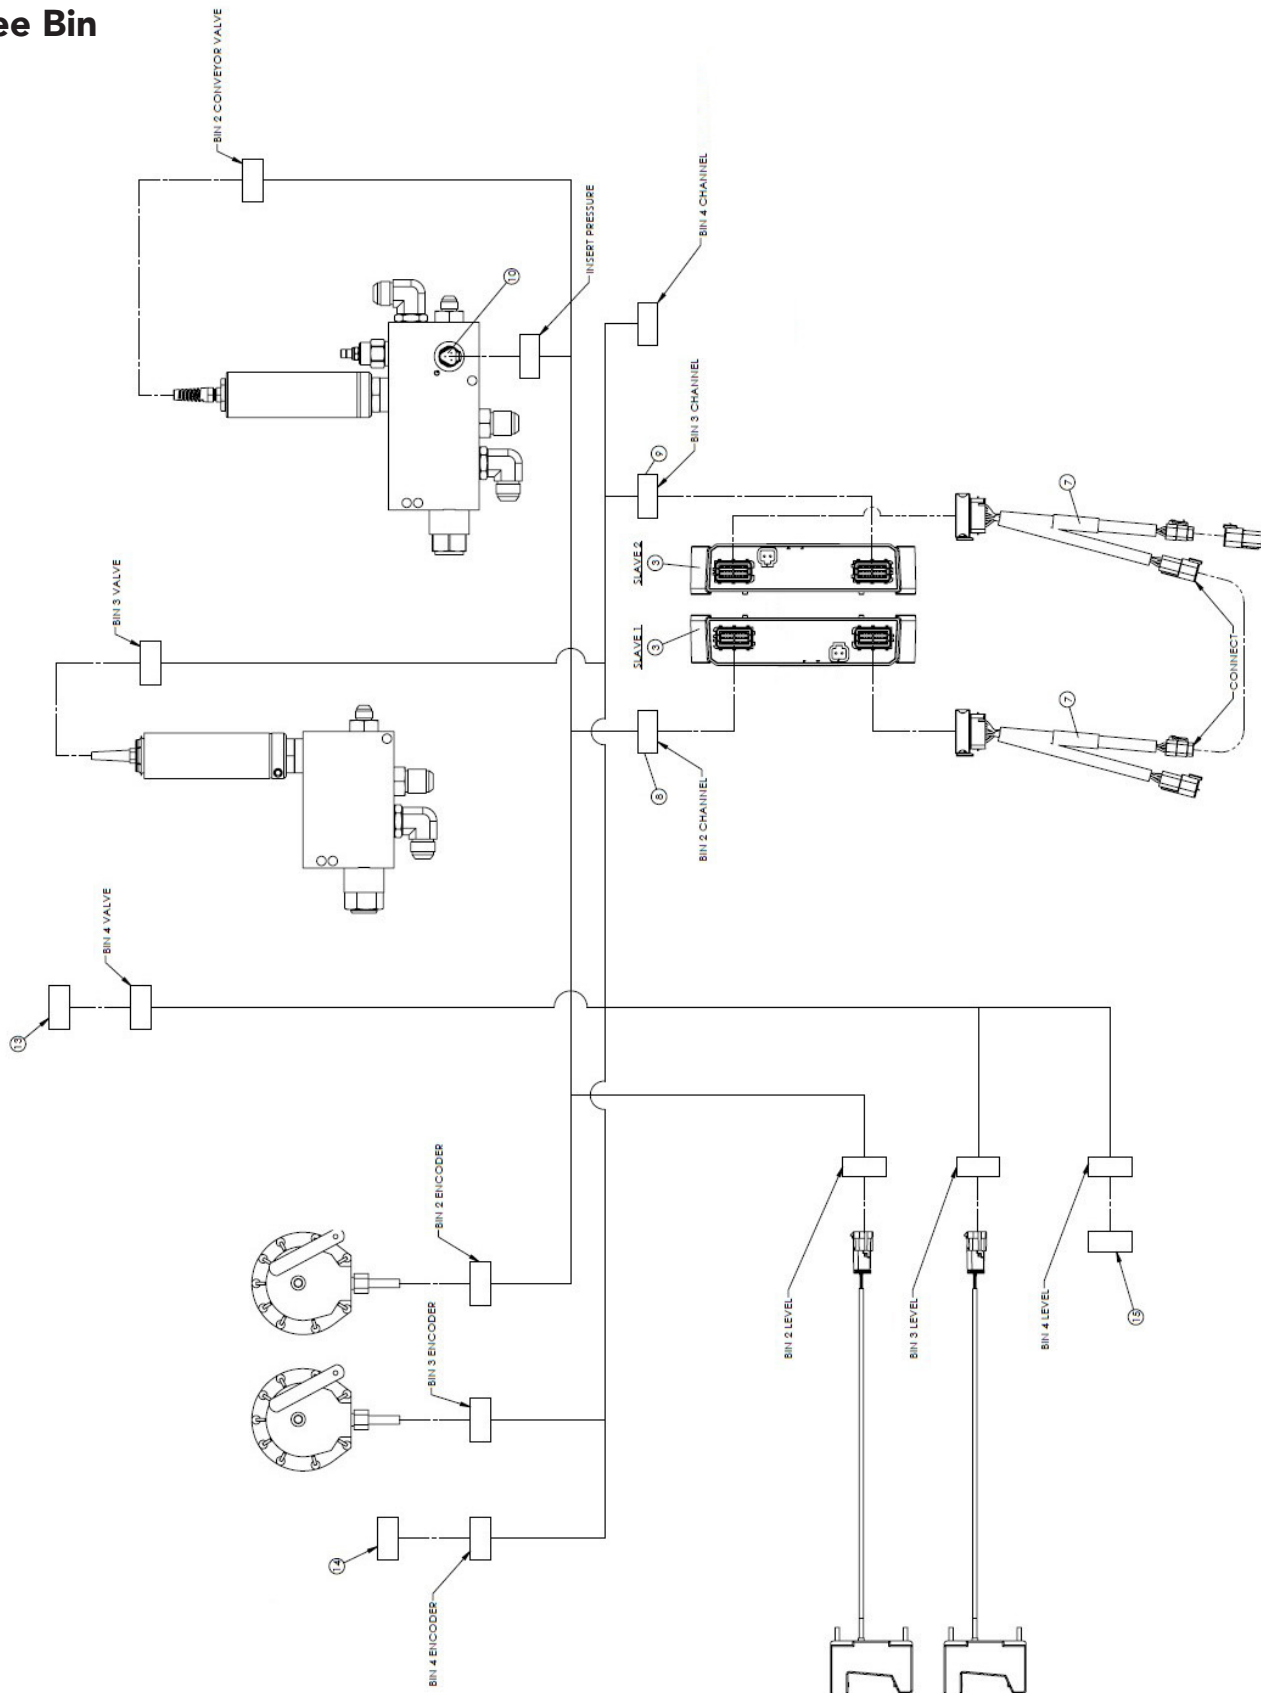 ee Bin
BIN 2 CONVEYOR VALVE
INSERT PRESSURE
10
BIN 4 CHANNEL
BIN 3 CHANNEL
9
SLAVE 2
3
SLAVE 1
3
7
7
CONNECT
BIN 3 VALVE
8
BIN 2 CHANNEL
BIN 4 VALVE
13
BIN 2 ENCODER
BIN 3 ENCODER
BIN 4 ENCODER
14
BIN 2 LEVEL
BIN 3 LEVEL
BIN 4 LEVEL
15